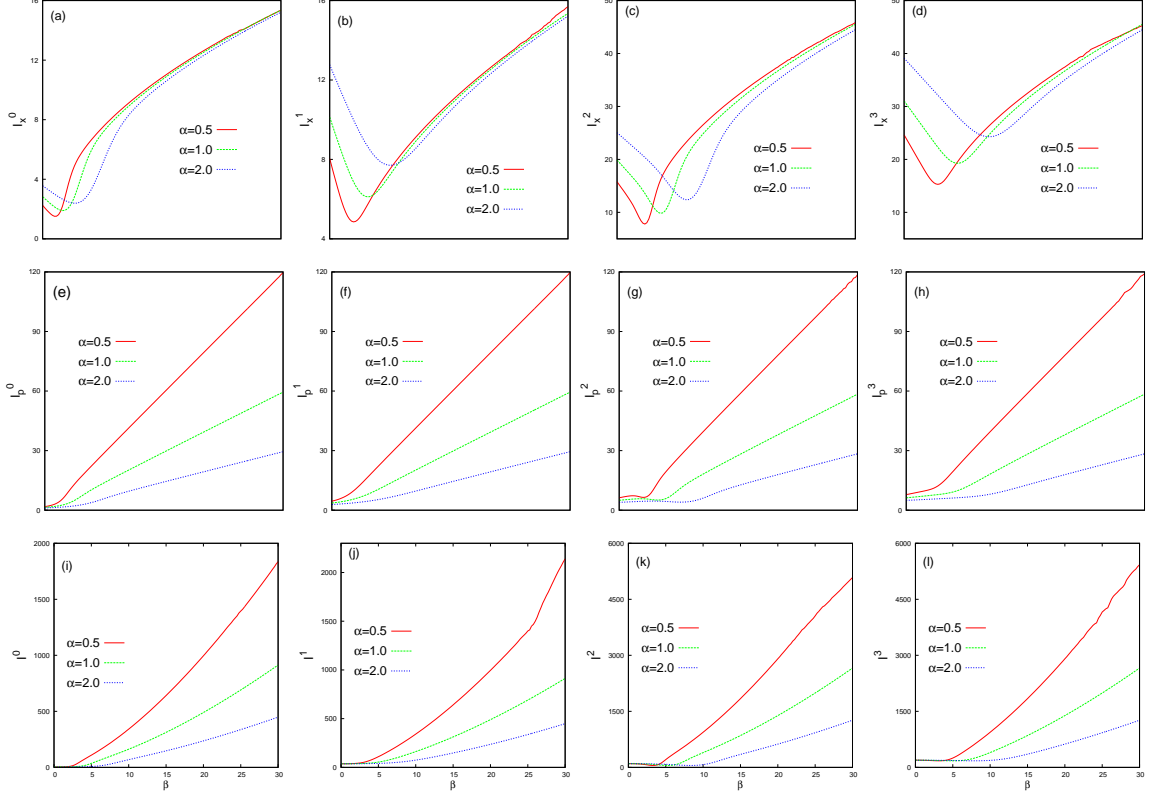 (a)
16
12
8
4
0
I_x^0
α=0.5
α=1.0
α=2.0
(b)
16
12
8
4
I_x^1
α=0.5
α=1.0
α=2.0
(c)
50
40
30
20
10
I_x^2
α=0.5
α=1.0
α=2.0
(d)
50
40
30
20
10
I_x^3
α=0.5
α=1.0
α=2.0
(e)
120
90
60
30
0
I_p^0
α=0.5
α=1.0
α=2.0
(f)
120
90
60
30
0
I_p^1
α=0.5
α=1.0
α=2.0
(g)
120
90
60
30
0
I_p^2
α=0.5
α=1.0
α=2.0
(h)
120
90
60
30
0
I_p^3
α=0.5
α=1.0
α=2.0
(i)
2000
1500
1000
500
0
I^0
α=0.5
α=1.0
α=2.0
0 5 10 15 20 25 30
β
(j)
2000
1500
1000
500
0
I^1
α=0.5
α=1.0
α=2.0
0 5 10 15 20 25 30
β
(k)
6000
4500
3000
1500
0
I^2
α=0.5
α=1.0
α=2.0
0 5 10 15 20 25 30
β
(l)
6000
4500
3000
1500
0
I^3
α=0.5
α=1.0
α=2.0
0 5 10 15 20 25 30
β